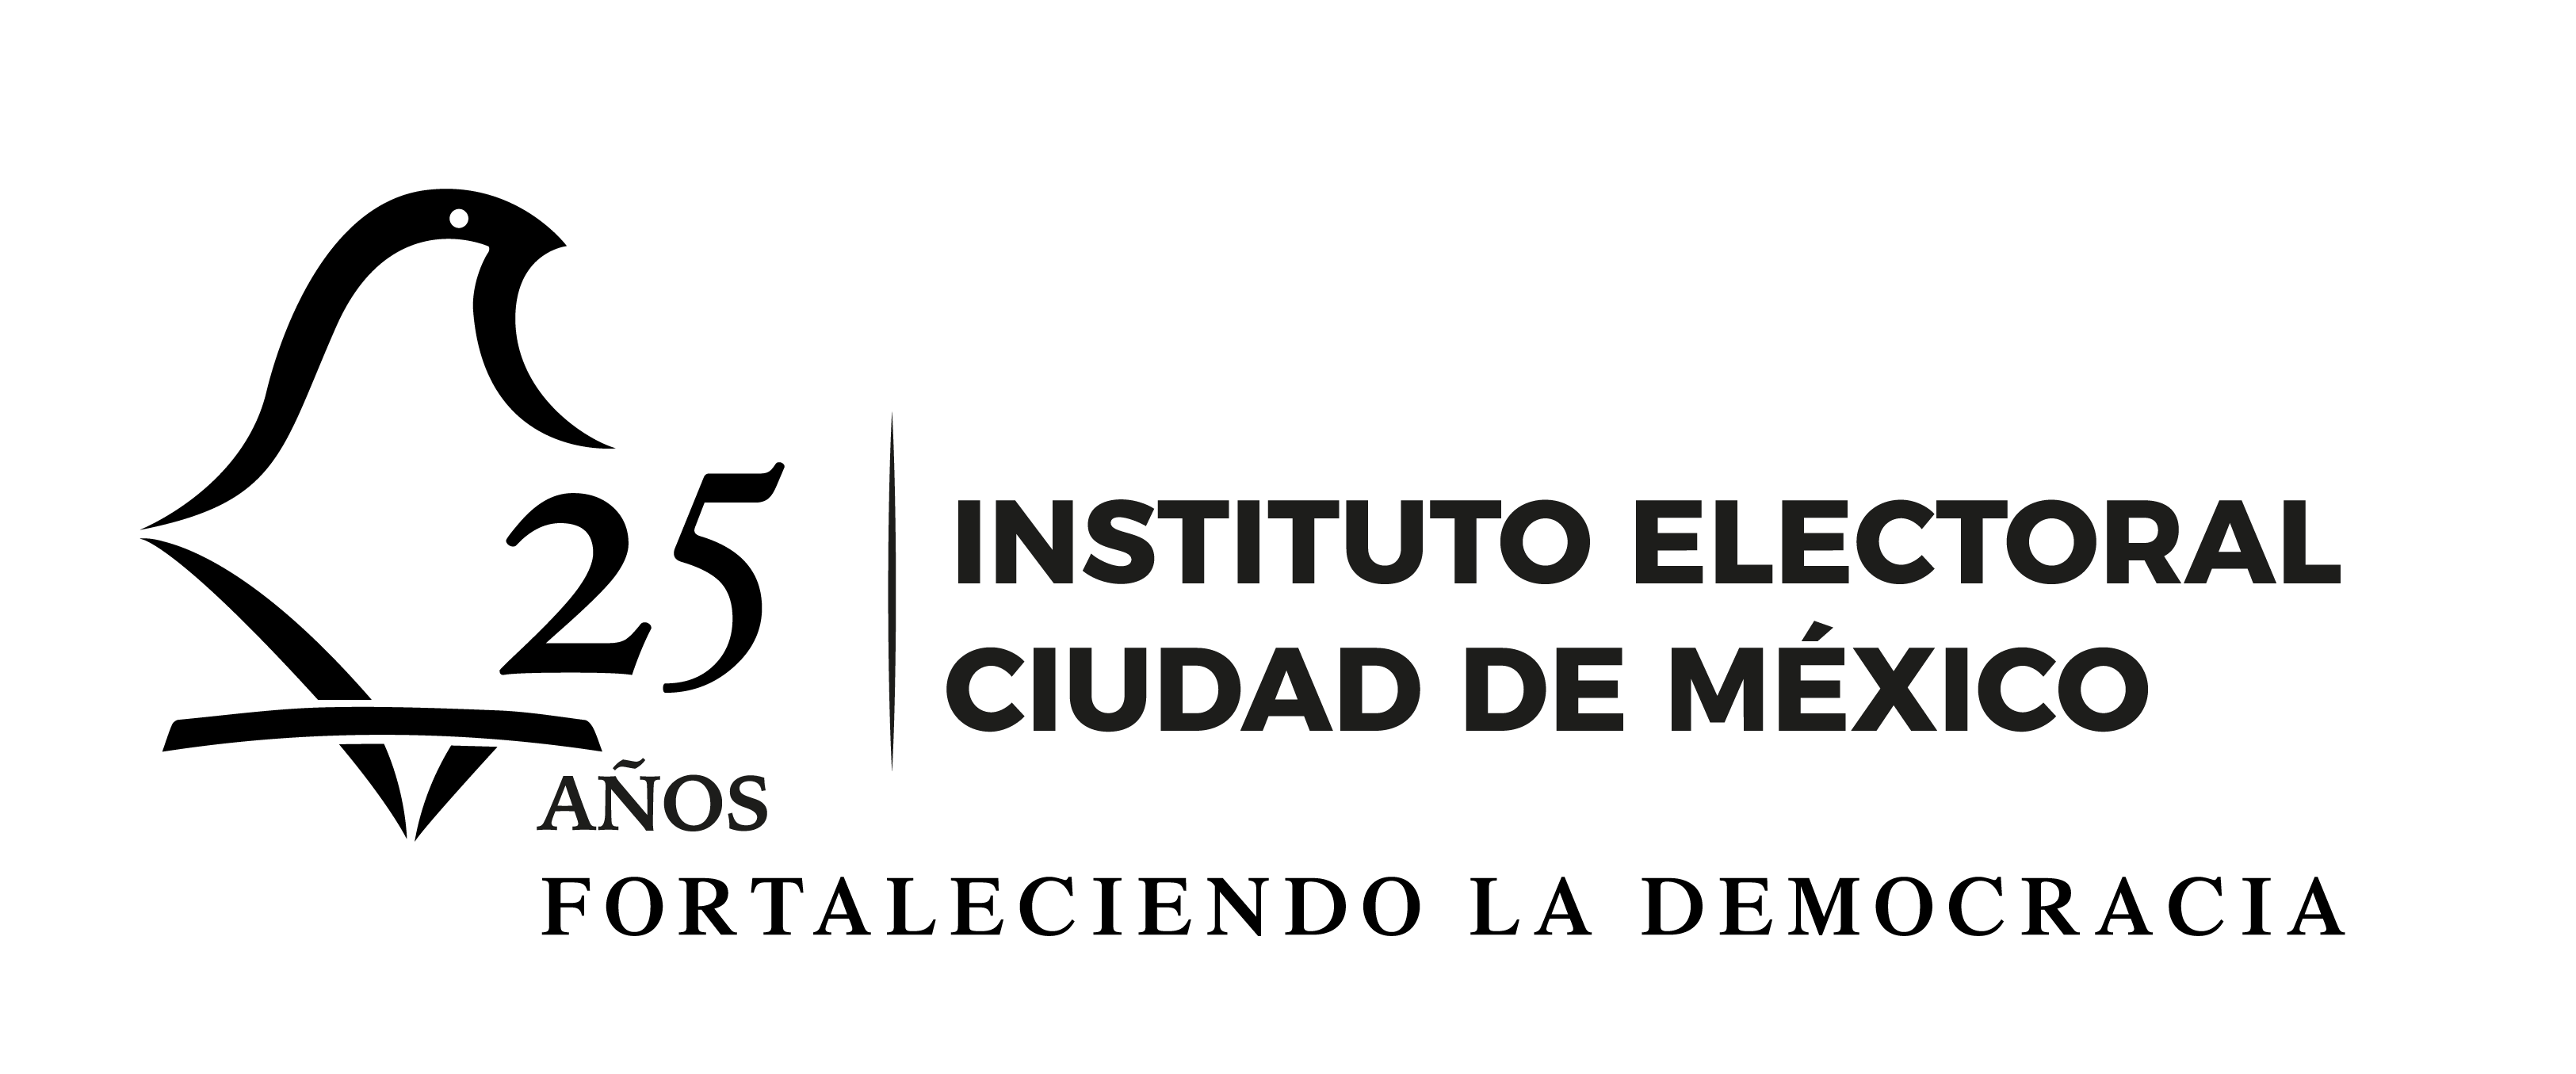 25
AÑOS
INSTITUTO ELECTORAL
CIUDAD DE MÉXICO
FORTALECIENDO LA DEMOCRACIA